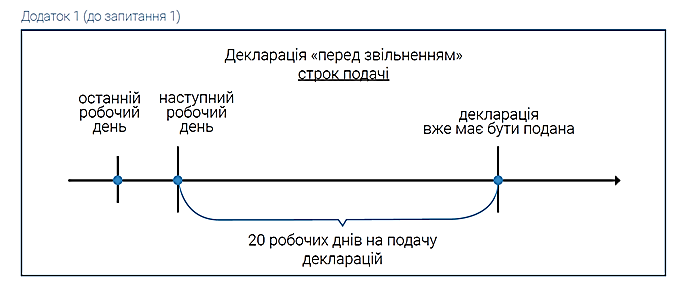 Додаток 1 (до запитання 1)
Декларація «перед звільненням»
строк подачі
останній
робочий
день
наступний
робочий
день
декларація
вже має бути подана
20 робочих днів на подачу
декларацій